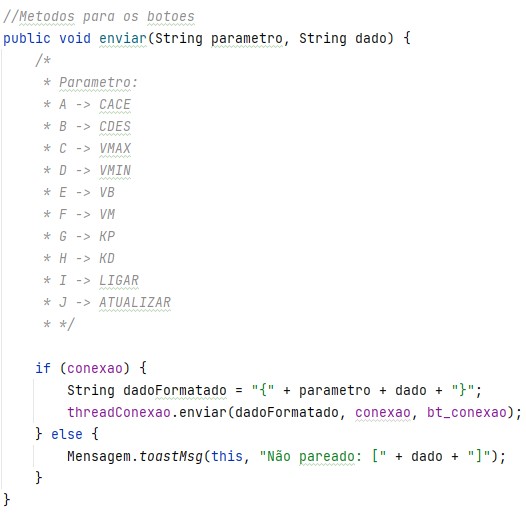 //Metodos para os botoes
public void enviar(String parametro, String dado) {
/*
* Parametro:
* A -> CACE
* B -> CDES
* C -> VMAX
* D -> VMIN
* E -> VB
* F -> VM
* G -> KP
* H -> KD
* I -> LIGAR
* J -> ATUALIZAR
* */
if (conexao) {
String dadoFormatado = "{" + parametro + dado + "}";
threadConexao.enviar(dadoFormatado, conexao, bt_conexao);
} else {
Mensagem.toastMsg(this, "Não pareado: [" + dado + "]");
}
}